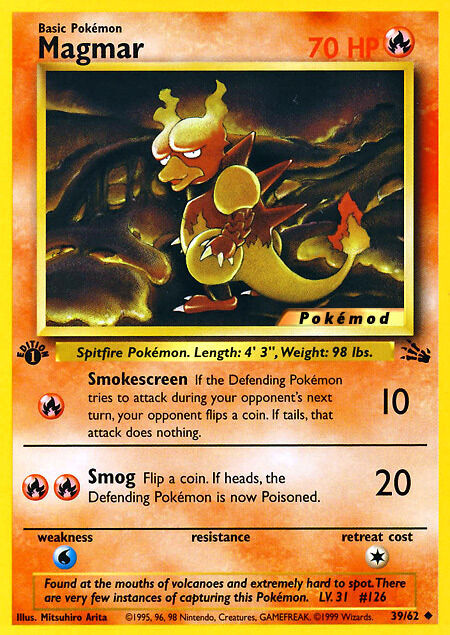 Basic Pokémon
Magmar 70 HP
Pokémod
EDITION
1
Spitfire Pokémon. Length: 4' 3", Weight: 98 lbs.
Smokescreen If the Defending Pokémon
tries to attack during your opponent's next
turn, your opponent flips a coin. If tails, that
attack does nothing.
10
Smog Flip a coin. If heads, the
Defending Pokémon is now Poisoned.
20
weakness resistance retreat cost
Found at the mouths of volcanoes and extremely hard to spot. There
are very few instances of capturing this Pokémon. LV. 31 #126
Illus. Mitsuhiro Arita ©1995, 96, 98 Nintendo, Creatures, GAMEFREAK. ©1999 Wizards. 39/62